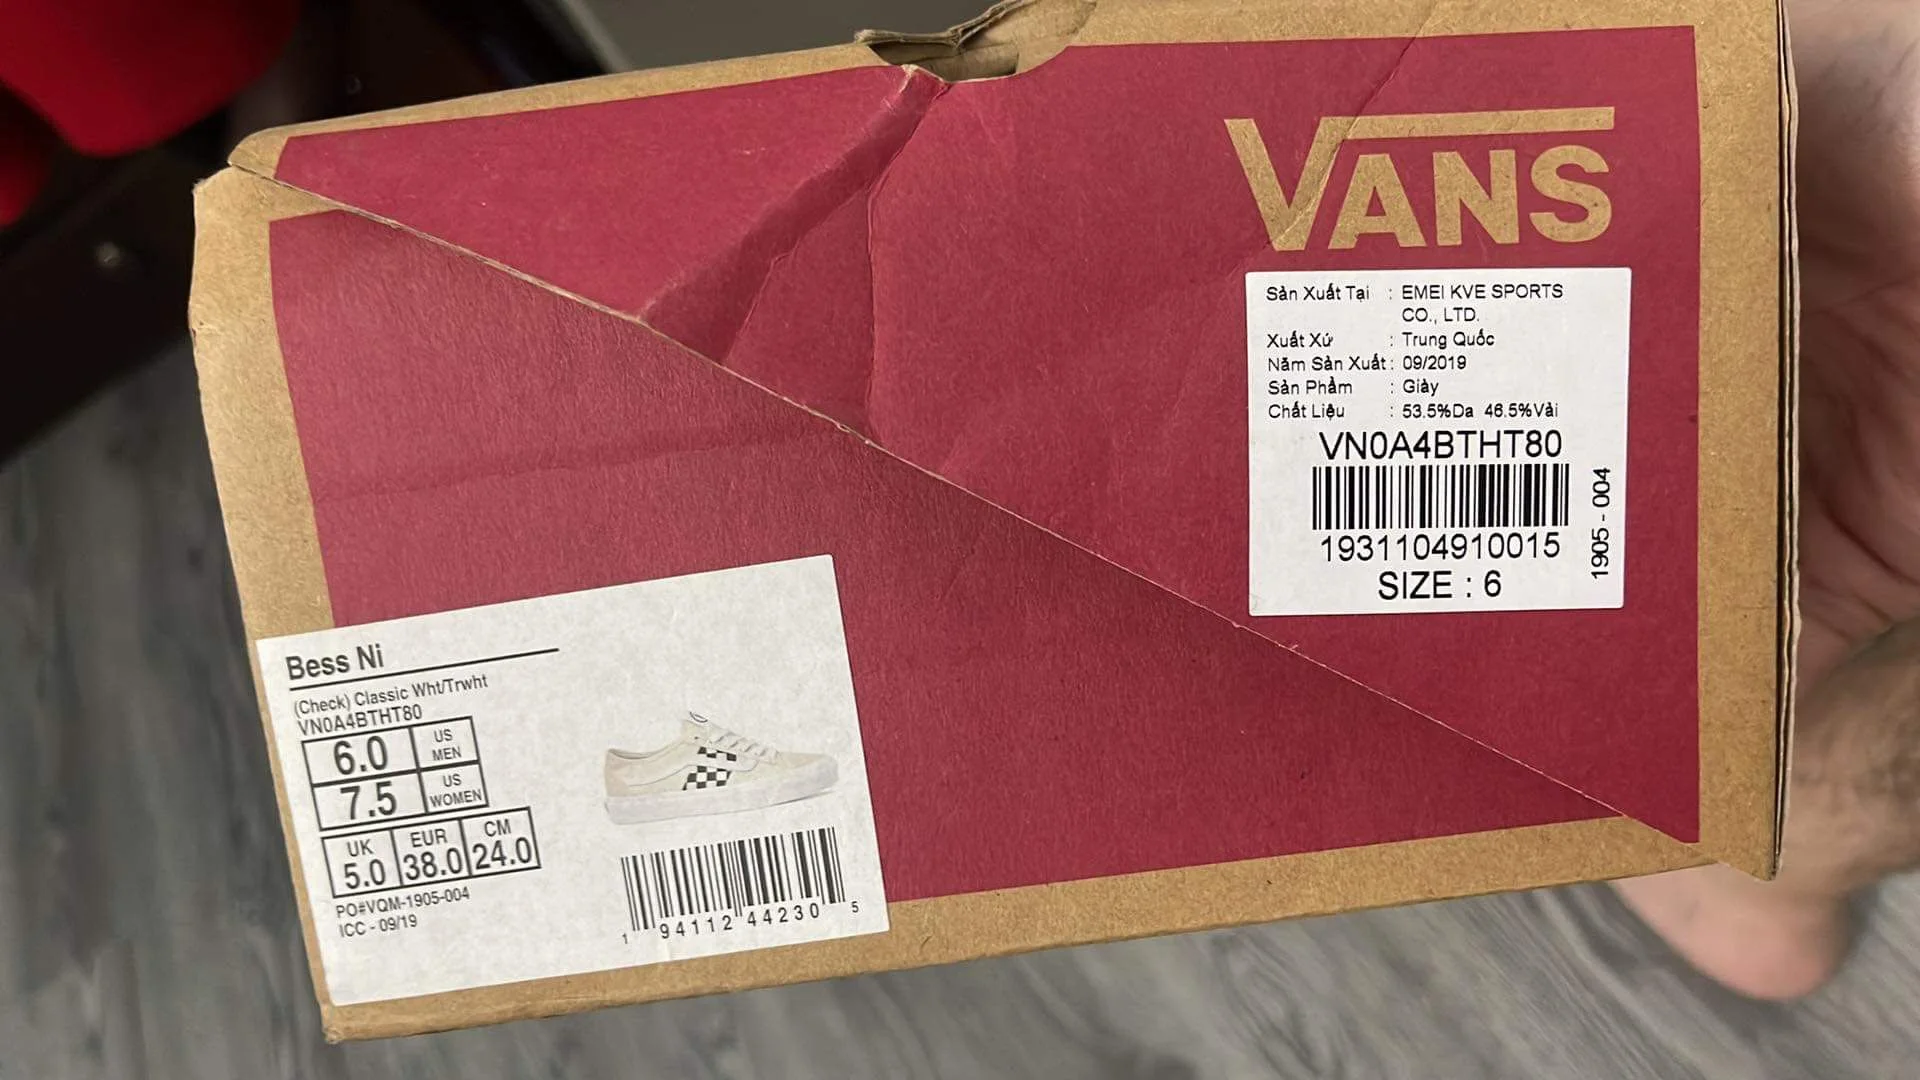 VANS
Sản Xuất Tại : EMEI KVE SPORTS
CO., LTD.
Xuất Xứ : Trung Quốc
Năm Sản Xuất : 09/2019
Sản Phẩm : Giày
Chất Liệu : 53.5%Da 46.5%Vải
VN0A4BTHT80
1931104910015
SIZE : 6
1905 - 004
Bess Ni
(Check) Classic Wht/Trwht
VN0A4BTHT80
6.0 US MEN
7.5 US WOMEN
UK EUR CM
5.0 38.0 24.0
PO#VQM-1905-004
ICC - 09/19
1 94112 44230 5